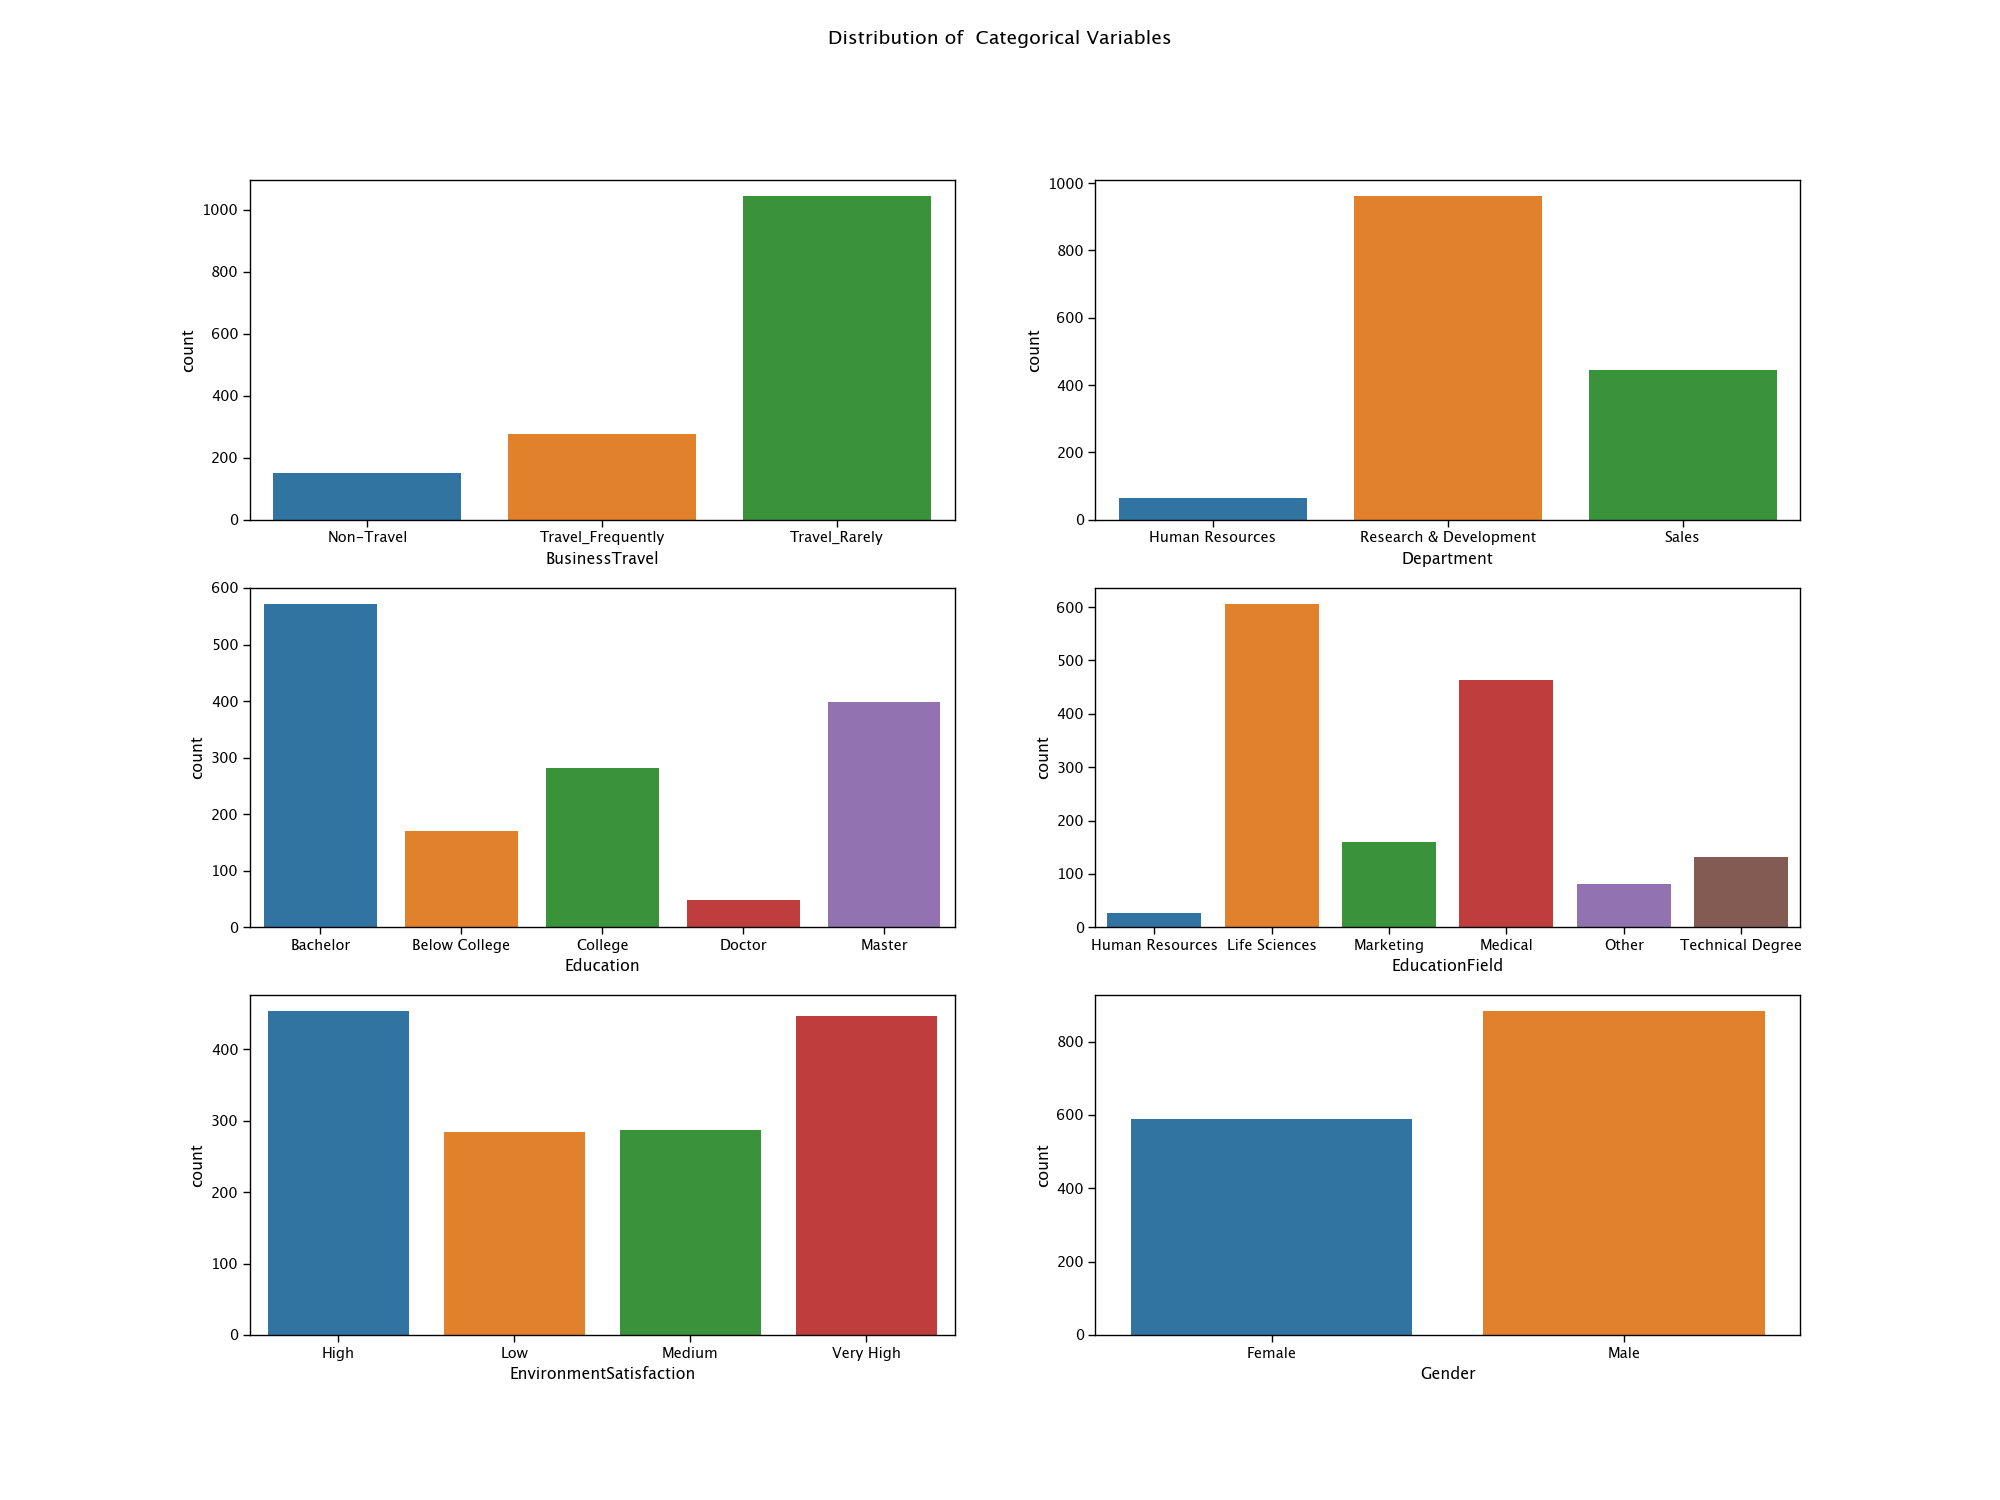 Distribution of  Categorical Variables
1000
800
600
400
200
0
count
Non-Travel Travel_Frequently Travel_Rarely
BusinessTravel
1000
800
600
400
200
0
count
Human Resources Research & Development Sales
Department
600
500
400
300
200
100
0
count
Bachelor Below College College Doctor Master
Education
600
500
400
300
200
100
0
count
Human Resources Life Sciences Marketing Medical Other Technical Degree
EducationField
400
300
200
100
0
count
High Low Medium Very High
EnvironmentSatisfaction
800
600
400
200
0
count
Female Male
Gender